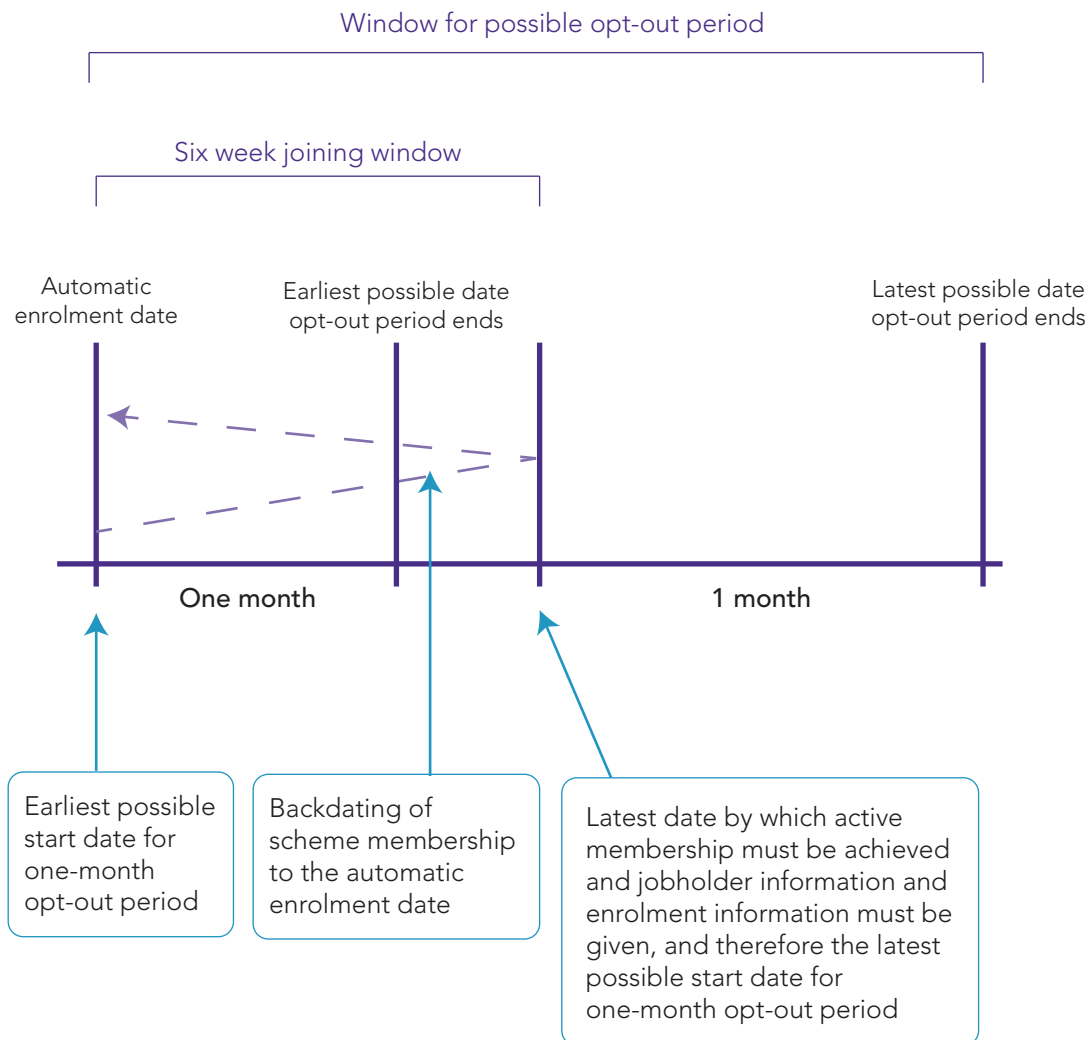 Window for possible opt-out period
Six week joining window
Automatic
enrolment date
Earliest possible date
opt-out period ends
Latest possible date
opt-out period ends
One month
1 month
Earliest possible
start date for
one-month
opt-out period
Backdating of
scheme membership
to the automatic
enrolment date
Latest date by which active
membership must be achieved
and jobholder information and
enrolment information must be
given, and therefore the latest
possible start date for
one-month opt-out period